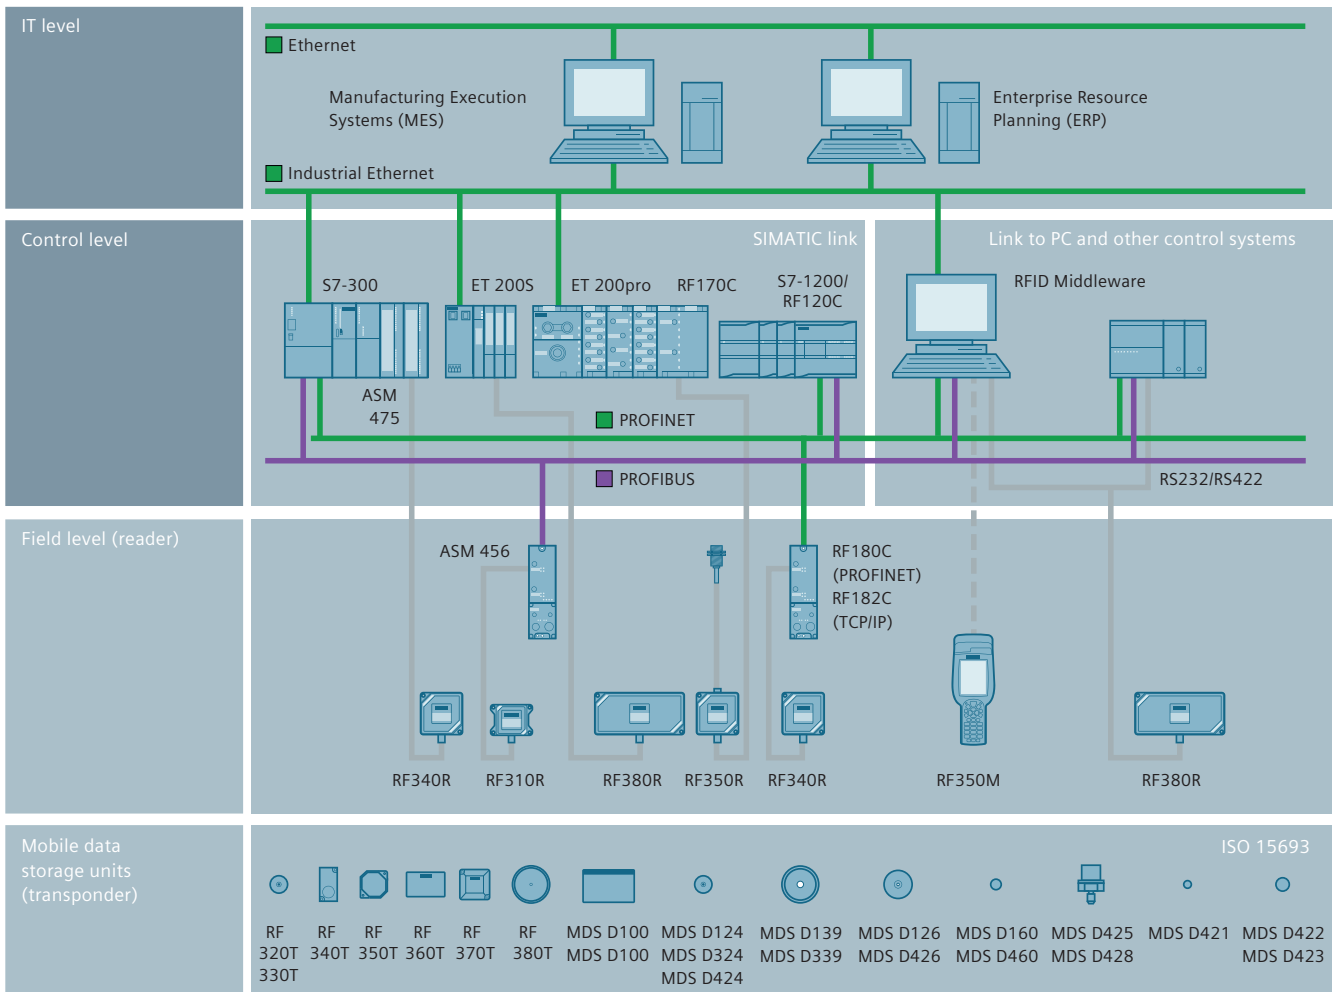 IT level
Ethernet
Manufacturing Execution
Systems (MES)
Enterprise Resource
Planning (ERP)
Industrial Ethernet
Control level
SIMATIC link
Link to PC and other control systems
S7-300
ET 200S
ET 200pro
RF170C
S7-1200/
RF120C
RFID Middleware
ASM
475
PROFINET
PROFIBUS
RS232/RS422
Field level (reader)
ASM 456
RF180C
(PROFINET)
RF182C
(TCP/IP)
RF340R
RF310R
RF380R
RF350R
RF340R
RF350M
RF380R
Mobile data
storage units
(transponder)
ISO 15693
RF
320T
330T
RF
340T
RF
350T
RF
360T
RF
370T
RF
380T
MDS D100
MDS D100
MDS D124
MDS D324
MDS D424
MDS D139
MDS D339
MDS D126
MDS D426
MDS D160
MDS D460
MDS D425
MDS D428
MDS D421
MDS D422
MDS D423